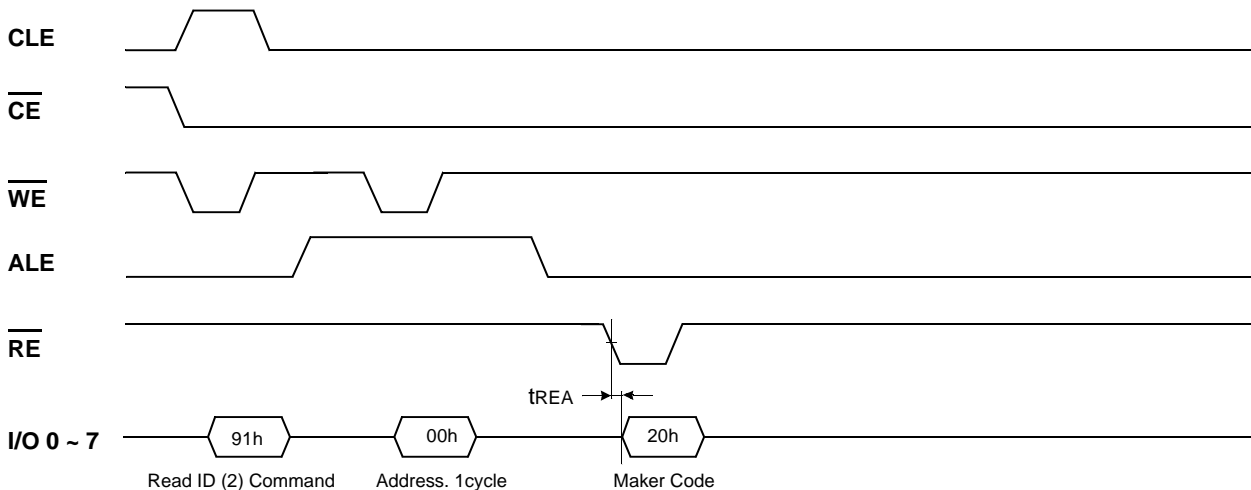 CLE
CE
WE
ALE
RE
tREA
I/O 0 ~ 7 91h 00h 20h
Read ID (2) Command Address. 1cycle Maker Code